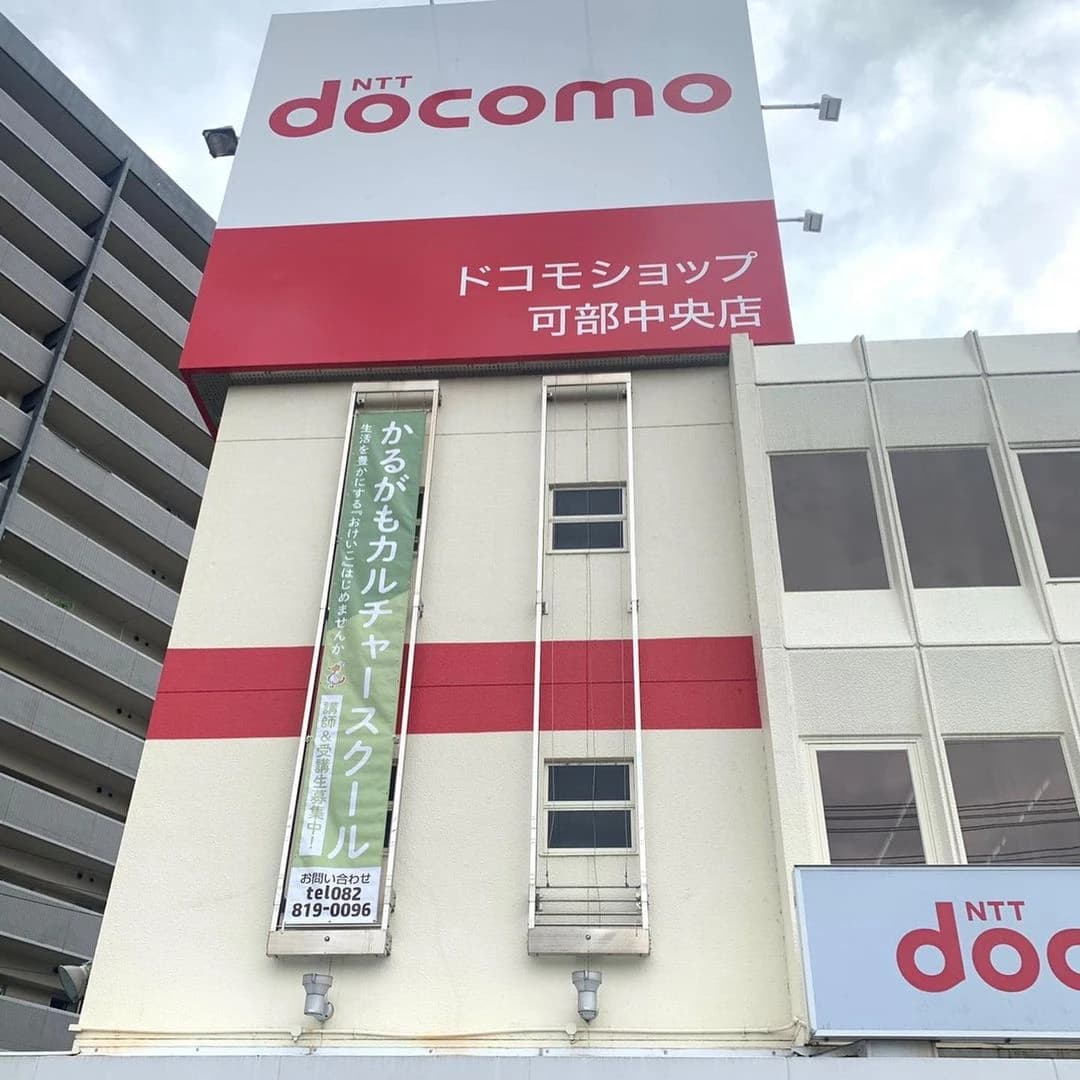 NTT
docomo
ドコモショップ
可部中央店
かるがもカルチャースクール
生活を豊かにする『おけいこ』はじめませんか
講師&受講生募集中!
お問い合わせ
tel082
819-0096
NTT
doc